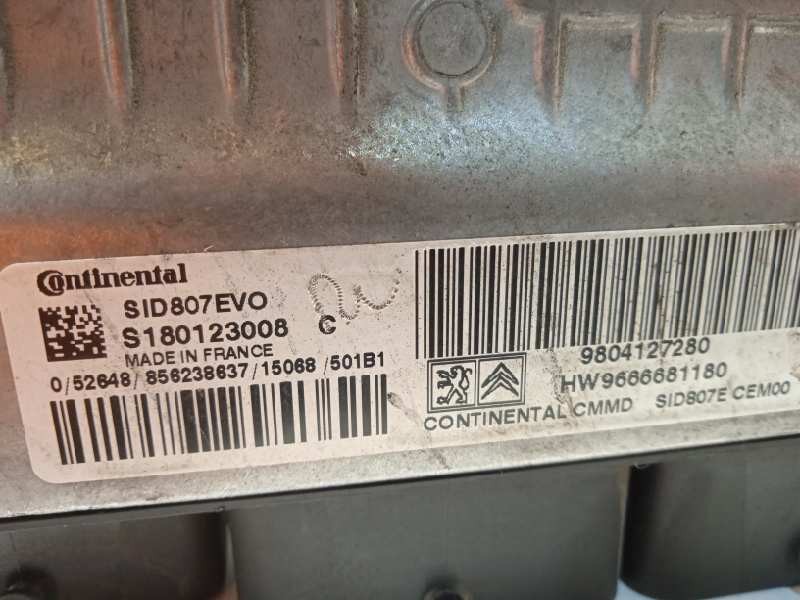 Continental
SID807EVO
S180123008 C
MADE IN FRANCE
0/52648/856238637/15068/501B1
9804127280
HW9666681180
CONTINENTAL CMMD SID807E CEM00